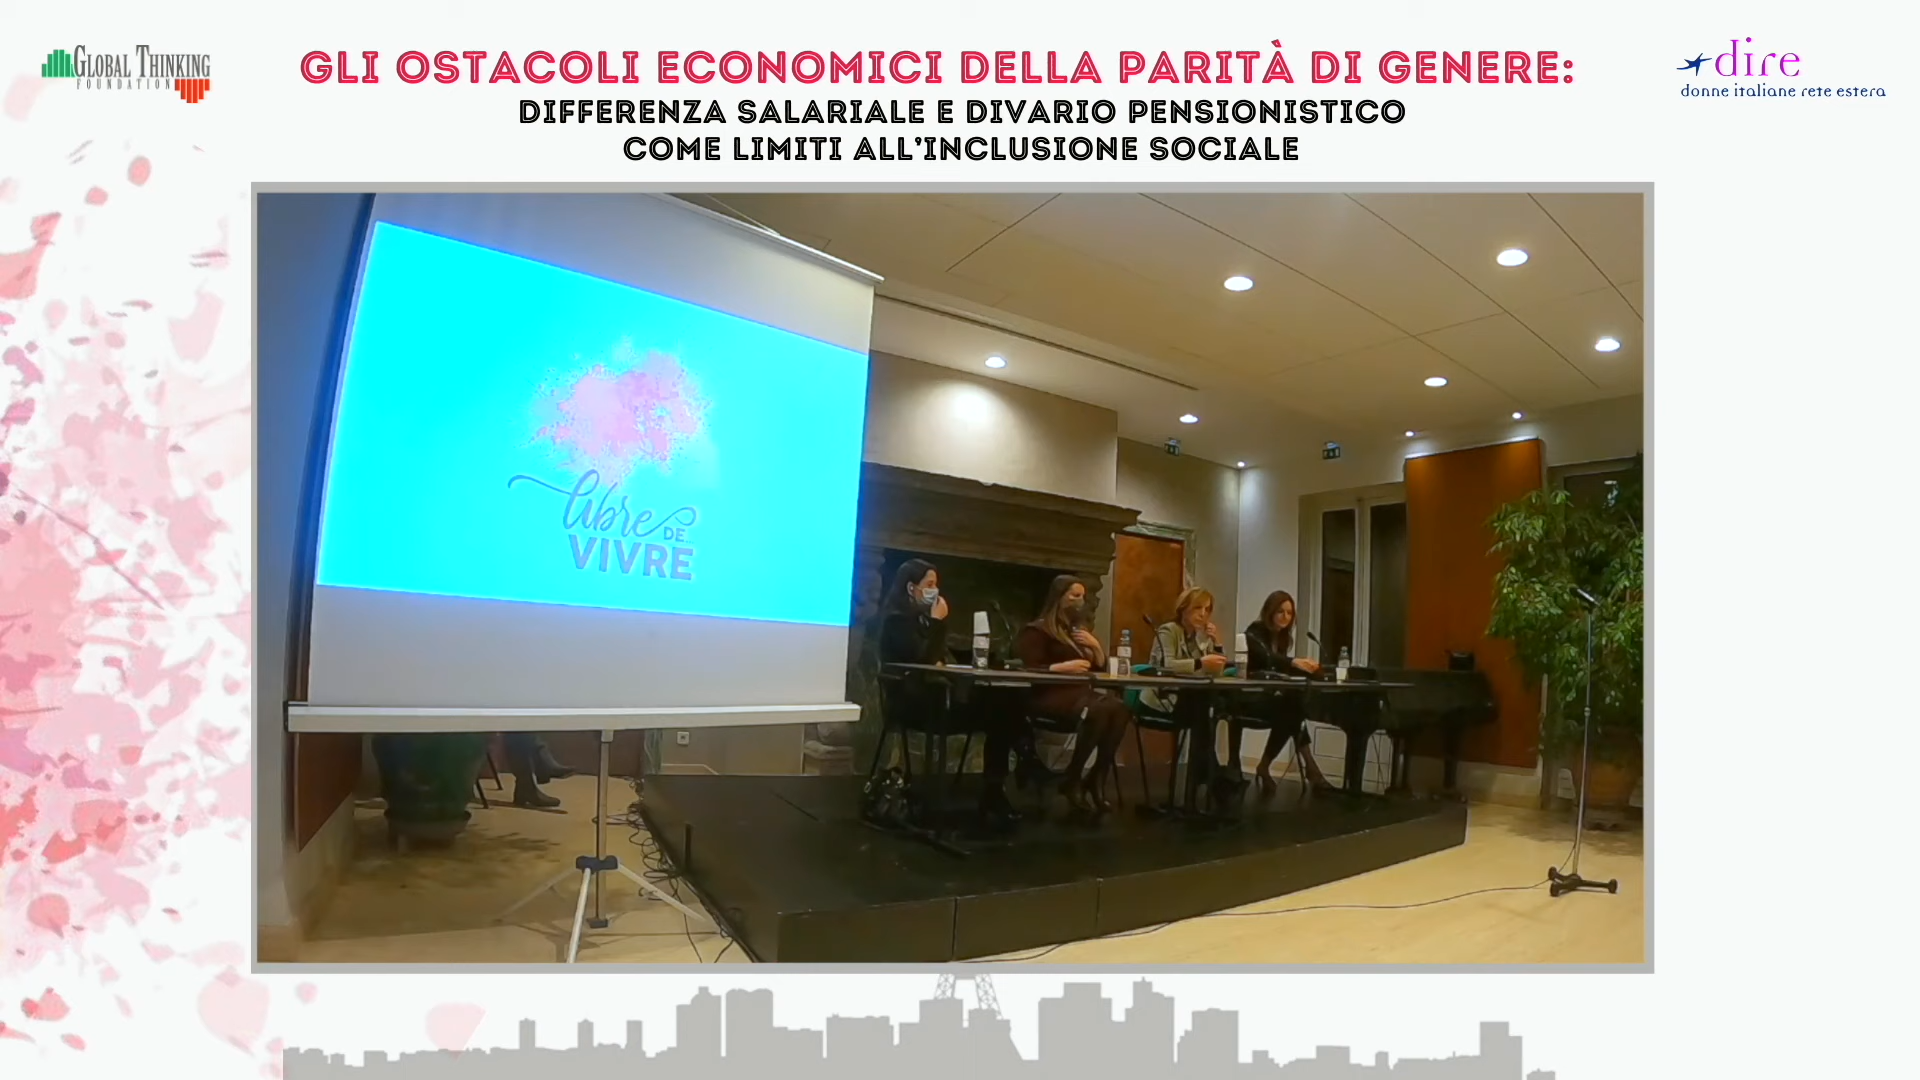 GLOBAL THINKING
FOUNDATION
GLI OSTACOLI ECONOMICI DELLA PARITÀ DI GENERE:
DIFFERENZA SALARIALE E DIVARIO PENSIONISTICO
COME LIMITI ALL'INCLUSIONE SOCIALE
dire
donne italiane rete estera
libre
DE...
VIVRE